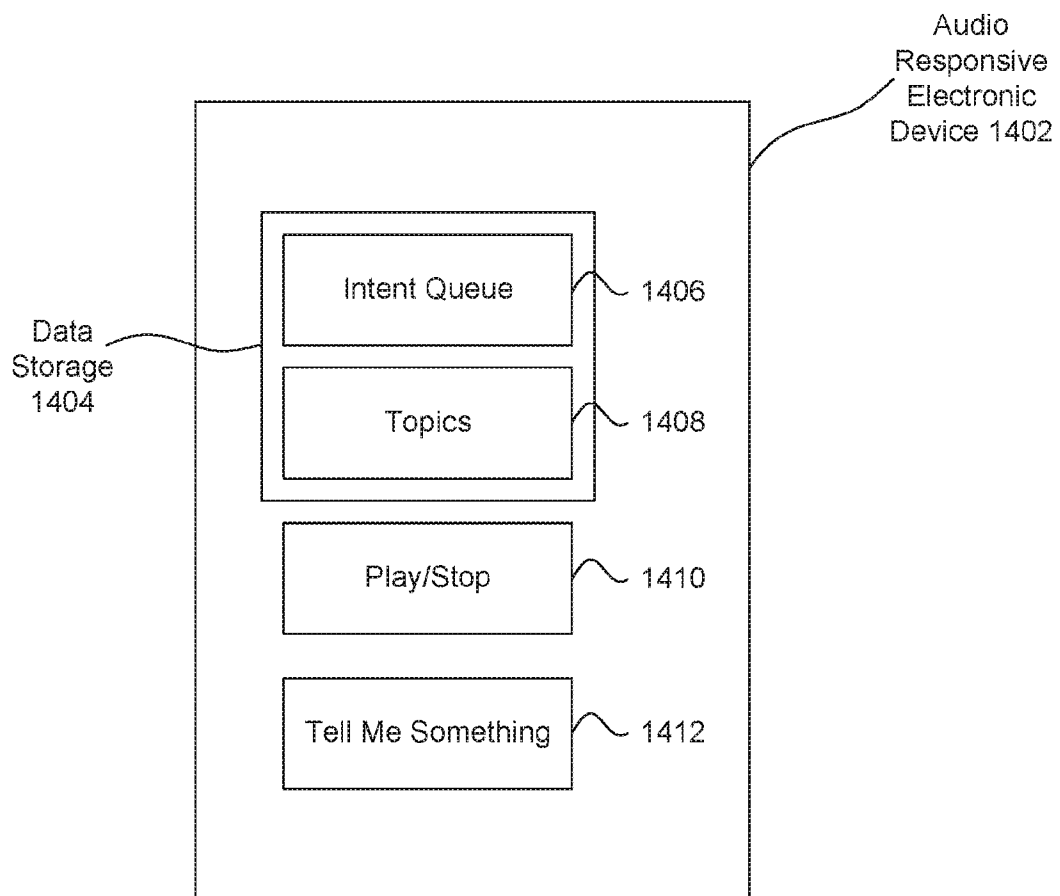 Audio
Responsive
Electronic
Device 1402
Intent Queue
1406
Data
Storage
1404
Topics
1408
Play/Stop
1410
Tell Me Something
1412